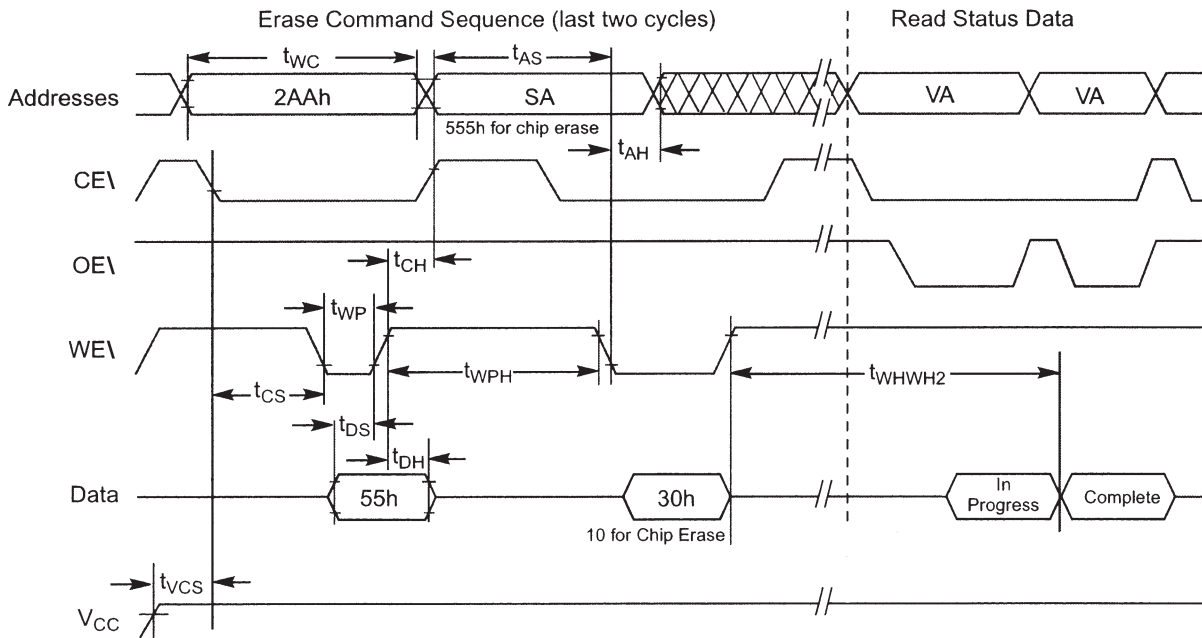 Erase Command Sequence (last two cycles)
Read Status Data
tWC
tAS
Addresses
2AAh
SA
VA
VA
555h for chip erase
tAH
CE\
OE\
tCH
tWP
WE\
tWPH
tWHWH2
tCS
tDS
tDH
Data
55h
30h
In
Progress
Complete
10 for Chip Erase
tVCS
VCC